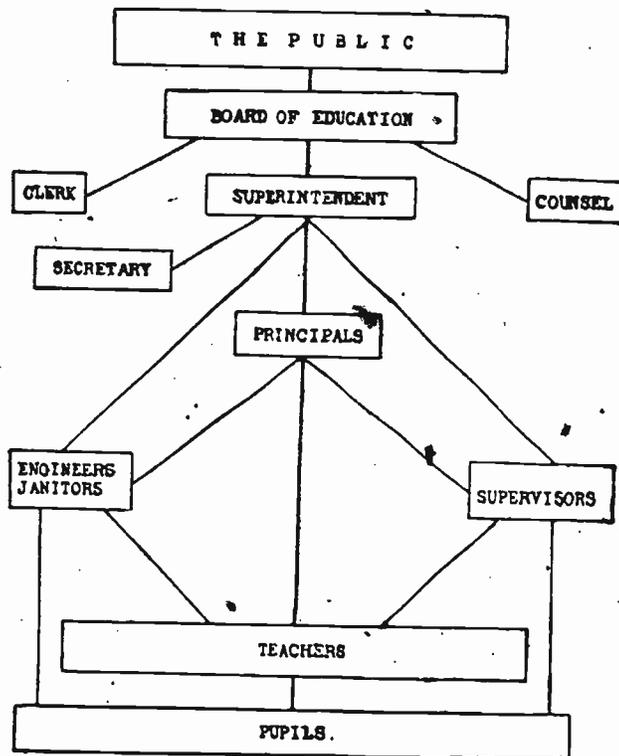 THE PUBLIC
BOARD OF EDUCATION
CLERK
SUPERINTENDENT
COUNSEL
SECRETARY
PRINCIPALS
ENGINEERS
JANITORS
SUPERVISORS
TEACHERS
PUPILS.